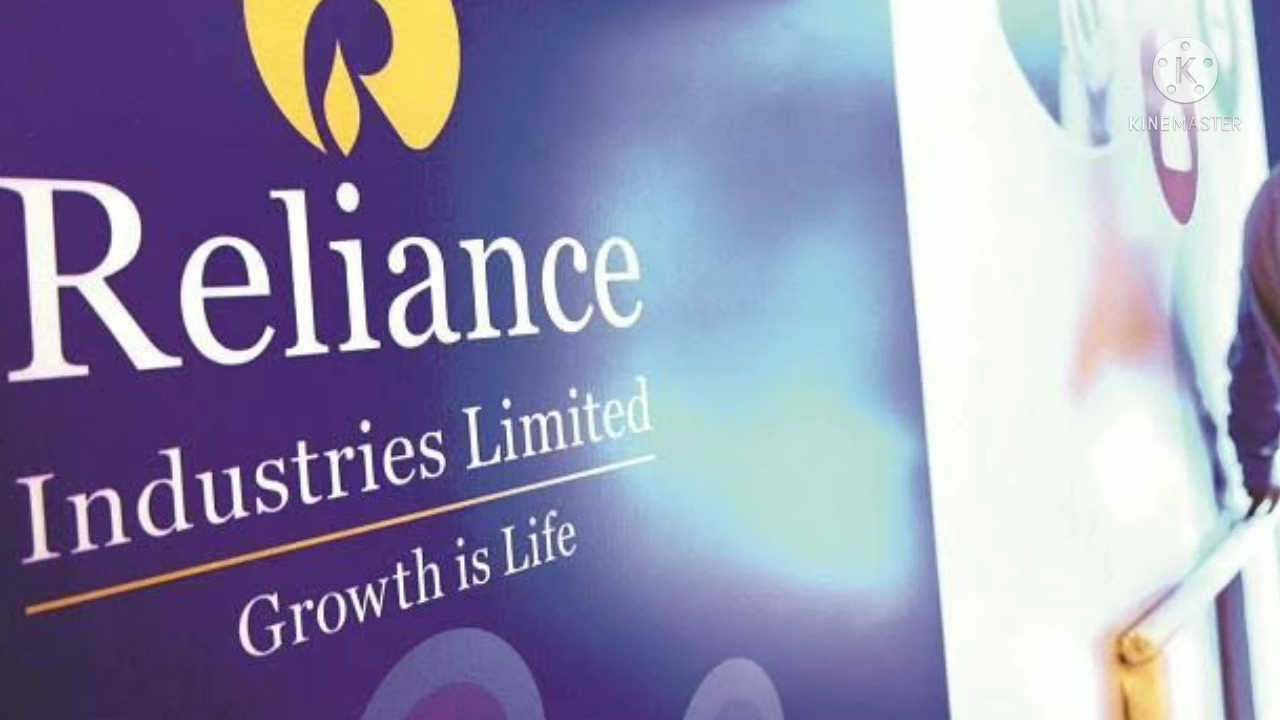 Reliance
Industries Limited
Growth is Life
K
KINEMASTER